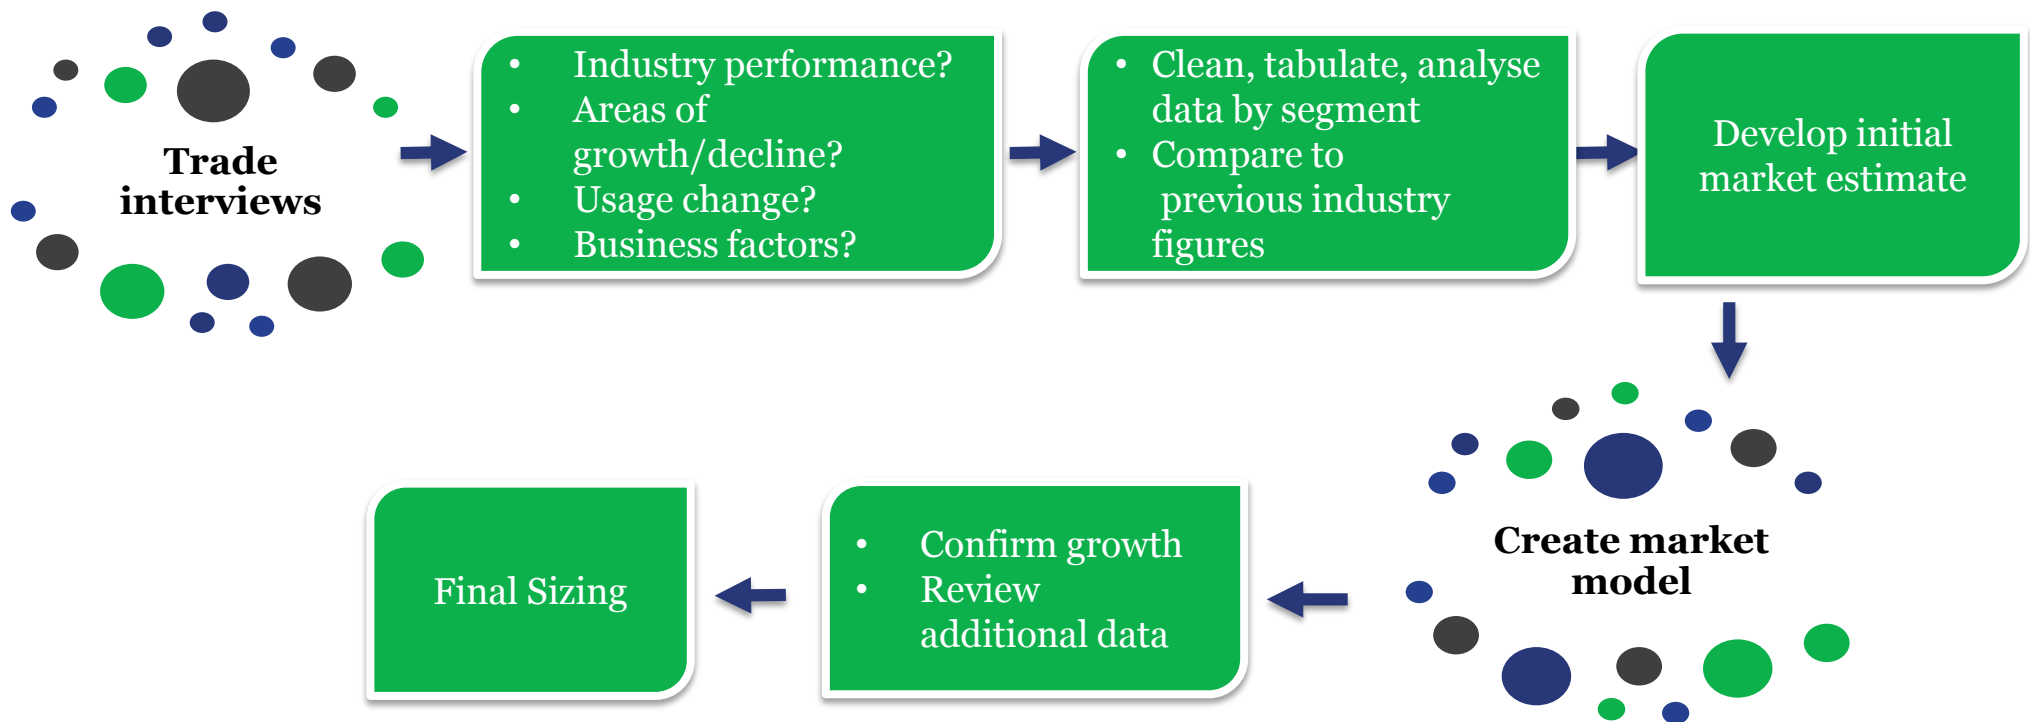 Trade
interviews
• Industry performance?
• Areas of
growth/decline?
• Usage change?
• Business factors?
• Clean, tabulate, analyse
data by segment
• Compare to
previous industry
figures
Develop initial
market estimate
Create market
model
• Confirm growth
• Review
additional data
Final Sizing